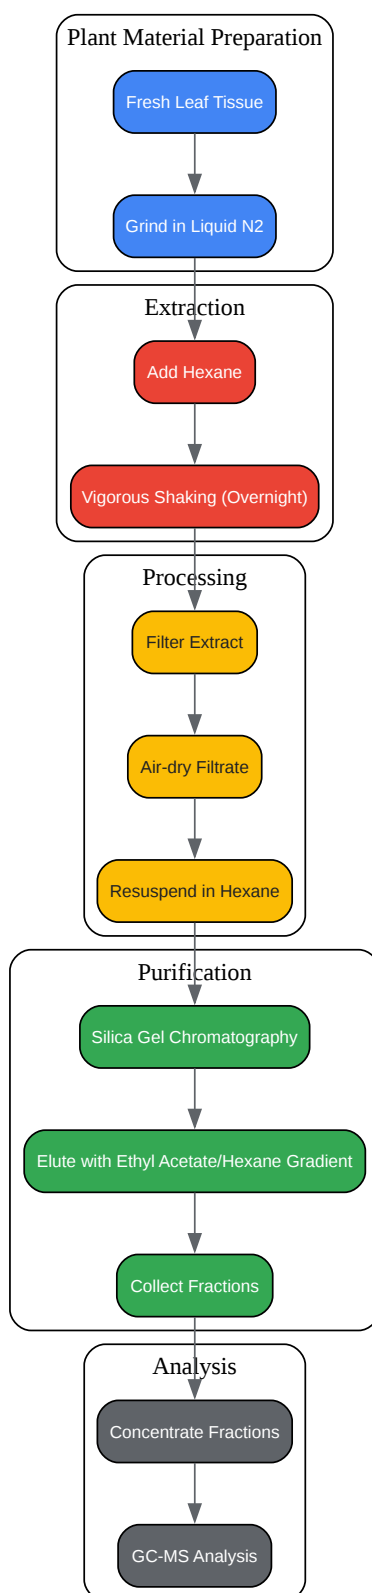 Plant Material Preparation
Fresh Leaf Tissue
Grind in Liquid N2
Extraction
Add Hexane
Vigorous Shaking (Overnight)
Processing
Filter Extract
Air-dry Filtrate
Resuspend in Hexane
Purification
Silica Gel Chromatography
Elute with Ethyl Acetate/Hexane Gradient
Collect Fractions
Analysis
Concentrate Fractions
GC-MS Analysis